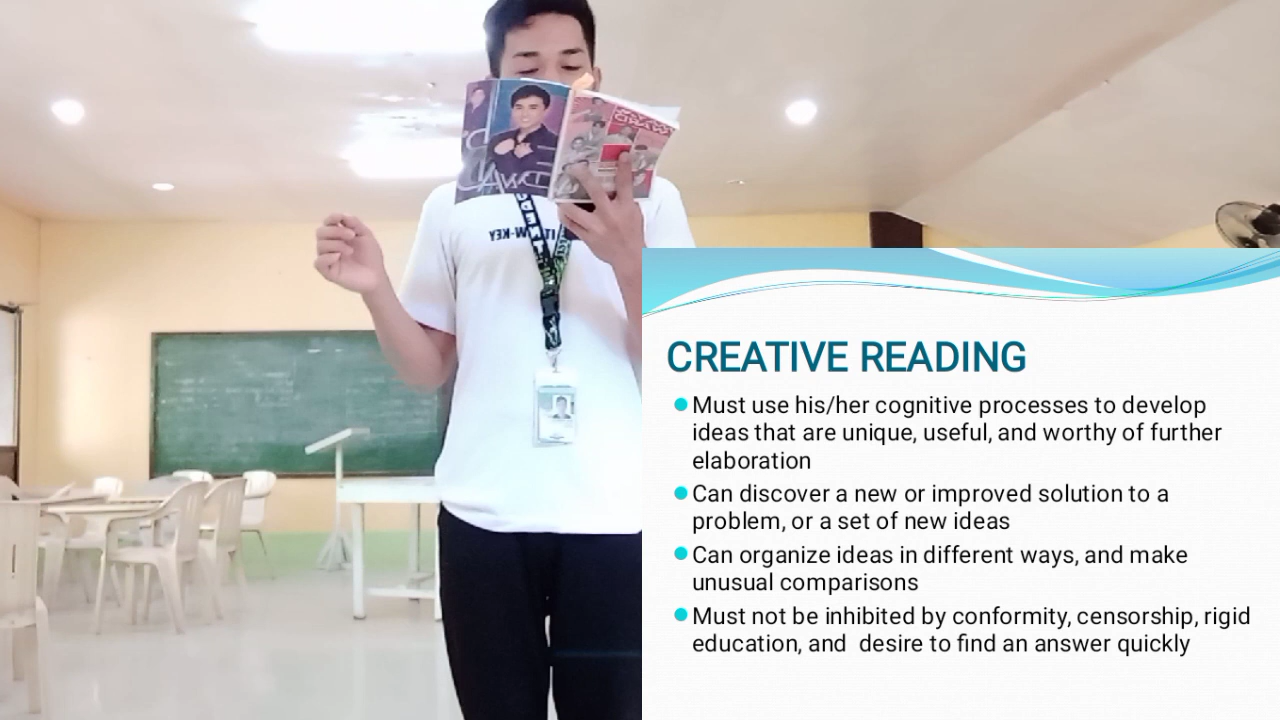 CREATIVE READING
Must use his/her cognitive processes to develop
ideas that are unique, useful, and worthy of further
elaboration
Can discover a new or improved solution to a
problem, or a set of new ideas
Can organize ideas in different ways, and make
unusual comparisons
Must not be inhibited by conformity, censorship, rigid
education, and  desire to find an answer quickly